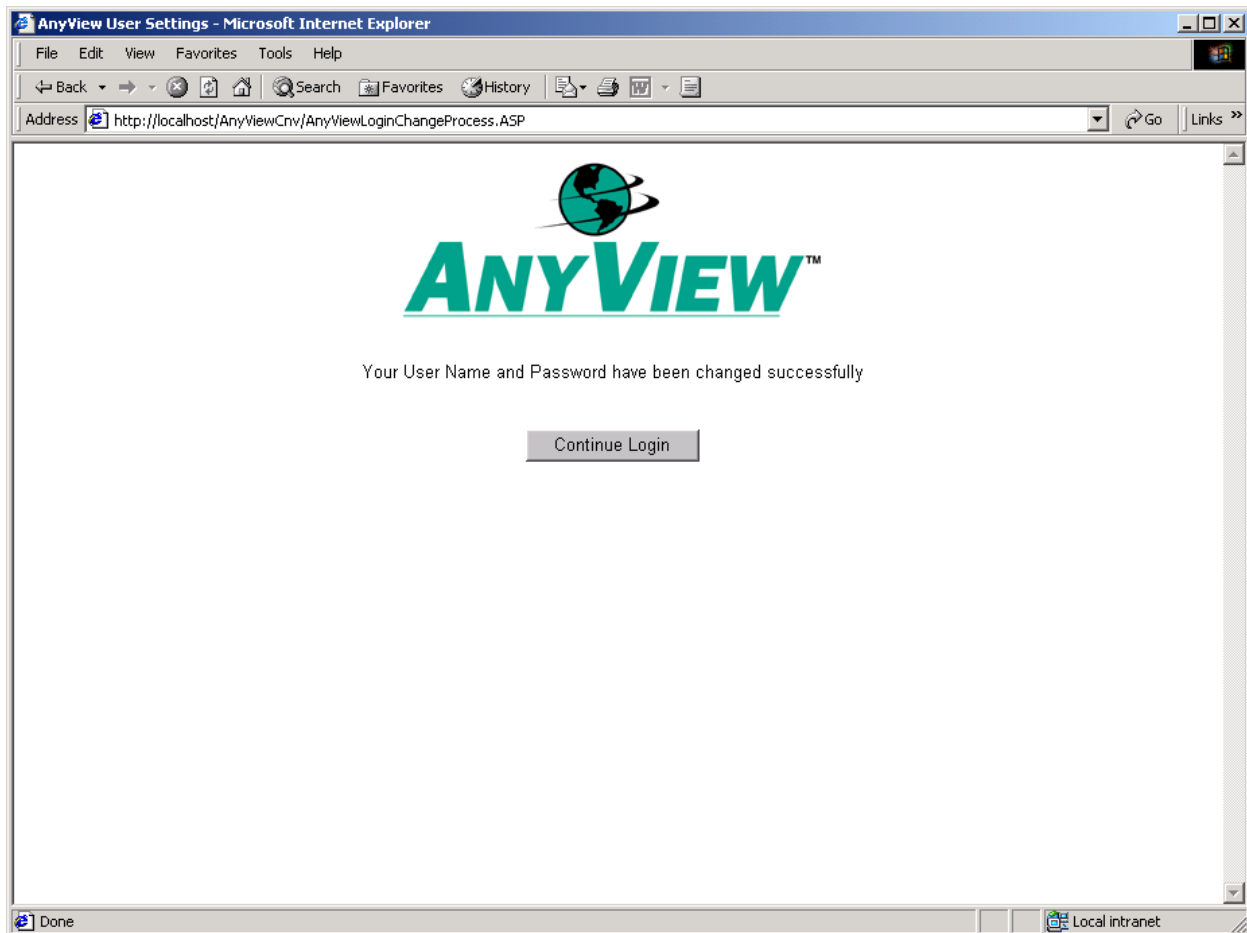 AnyView User Settings - Microsoft Internet Explorer
File Edit View Favorites Tools Help
Back Search Favorites History
Address http://localhost/AnyViewCnv/AnyViewLoginChangeProcess.ASP Go Links »
ANYVIEW™
Your User Name and Password have been changed successfully
Continue Login
Done Local intranet